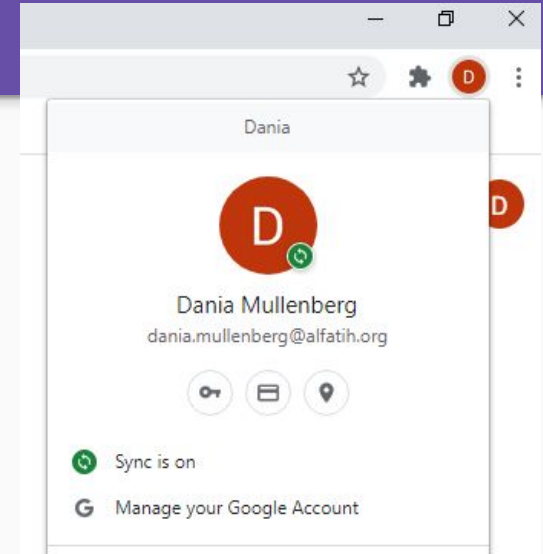 D
Dania
D
D
Dania Mullenberg
dania.mullenberg@alfatih.org
Sync is on
G Manage your Google Account